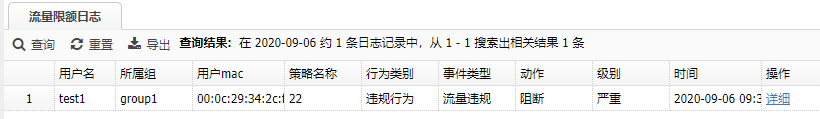 流量限额日志
查询 重置 导出 查询结果：在 2020-09-06 约 1 条日志记录中，从 1 - 1 搜索出相关结果 1 条
用户名 所属组 用户mac 策略名称 行为类别 事件类型 动作 级别 时间 操作
1 test1 group1 00:0c:29:34:2c: 22 违规行为 流量违规 阻断 严重 2020-09-06 09:3 详细